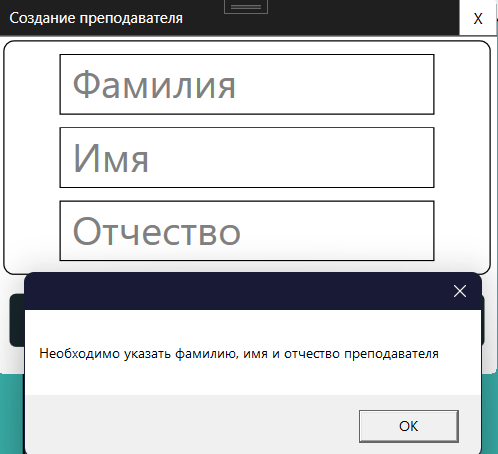 Создание преподавателя
X
Фамилия
Имя
Отчество
Необходимо указать фамилию, имя и отчество преподавателя
OK